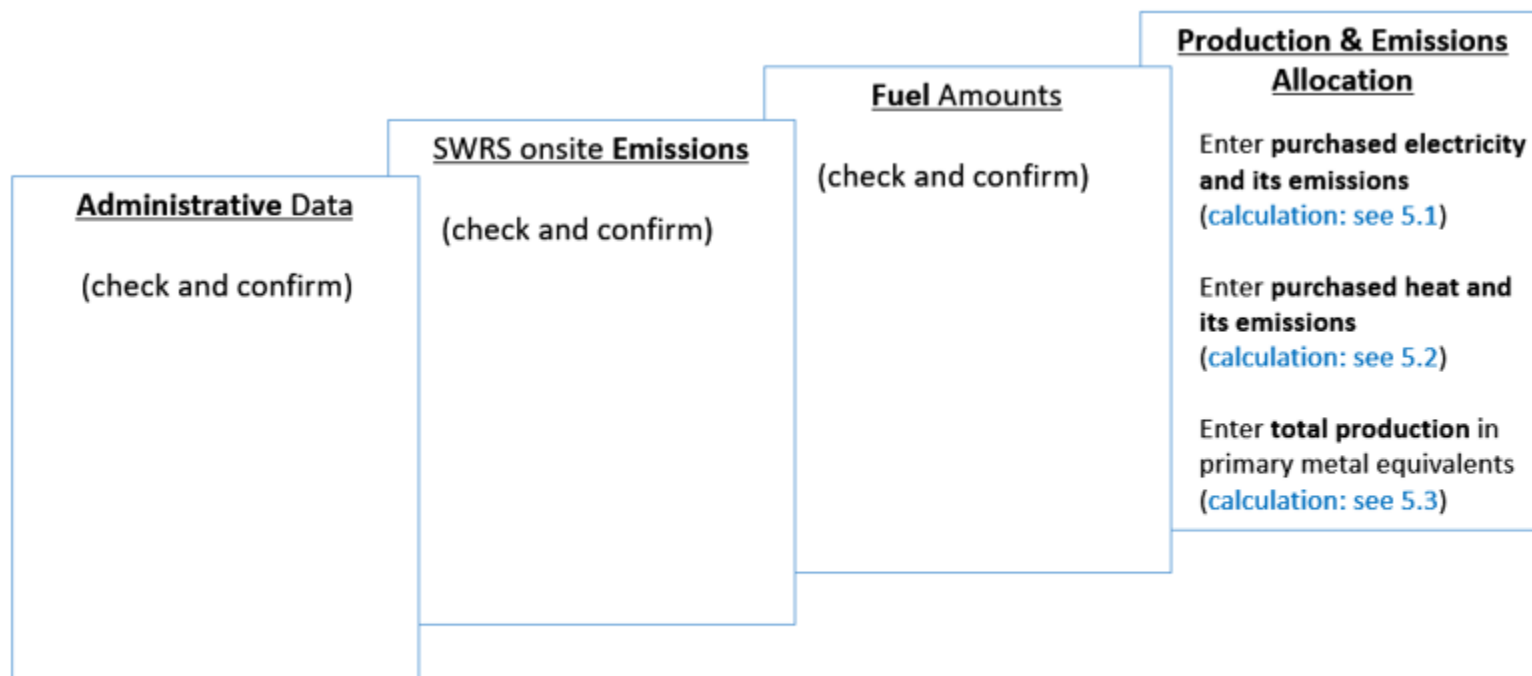 Administrative Data
(check and confirm)
SWRS onsite Emissions
(check and confirm)
Fuel Amounts
(check and confirm)
Production & Emissions
Allocation
Enter purchased electricity
and its emissions
(calculation: see 5.1)
Enter purchased heat and
its emissions
(calculation: see 5.2)
Enter total production in
primary metal equivalents
(calculation: see 5.3)